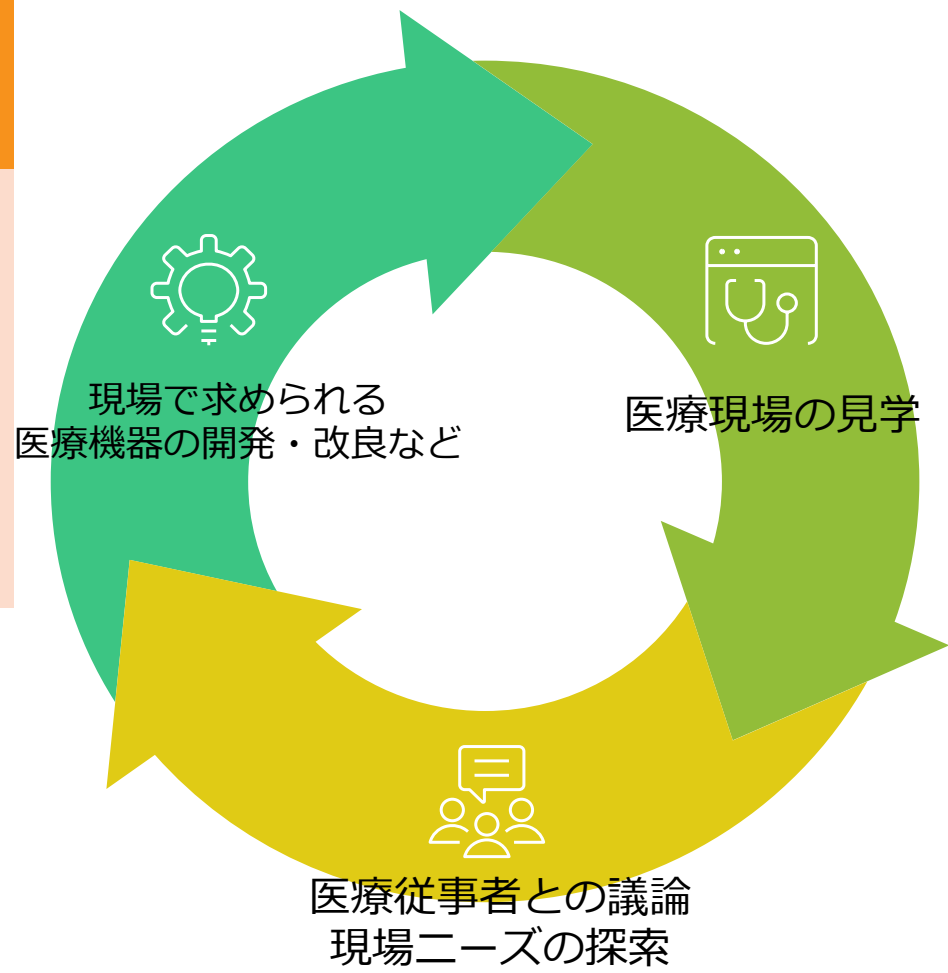 現場で求められる
医療機器の開発・改良など
医療現場の見学
医療従事者との議論
現場ニーズの探索